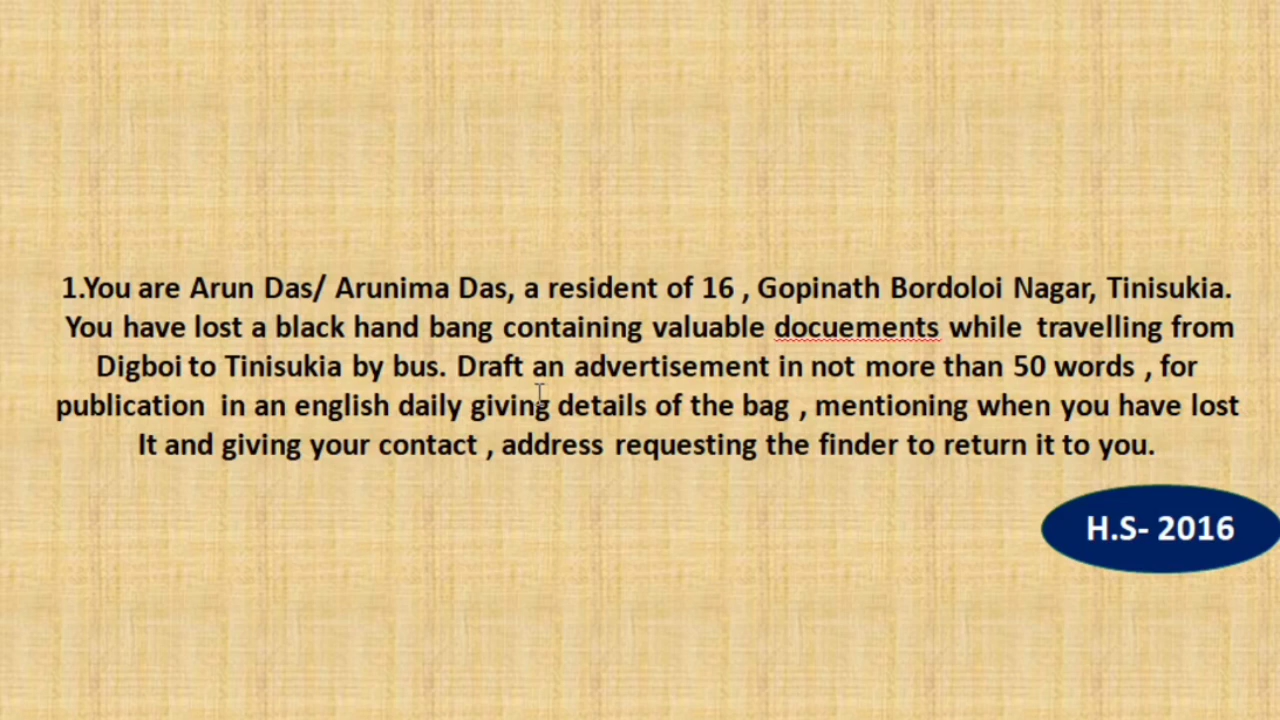 1.You are Arun Das/ Arunima Das, a resident of 16 , Gopinath Bordoloi Nagar, Tinisukia.
You have lost a black hand bang containing valuable docuements while travelling from
Digboi to Tinisukia by bus. Draft an advertisement in not more than 50 words , for
publication in an english daily giving details of the bag , mentioning when you have lost
It and giving your contact , address requesting the finder to return it to you.
H.S- 2016